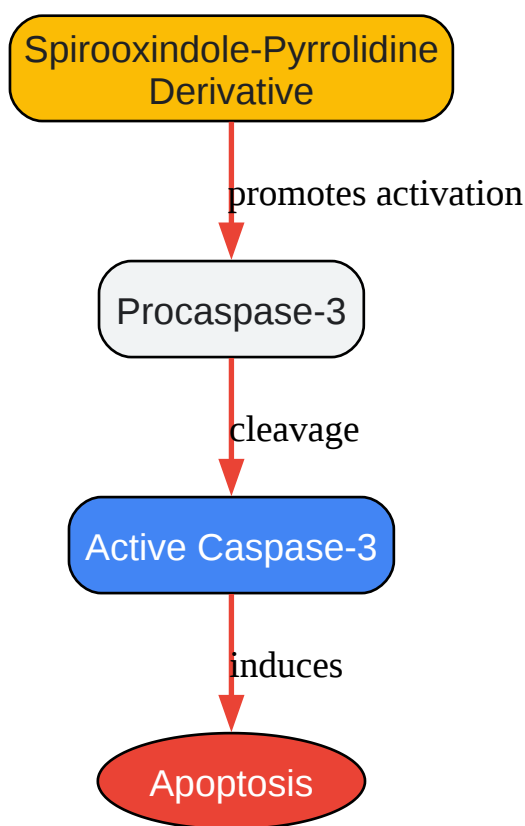 Spirooxindole-Pyrrolidine
Derivative
promotes activation
Procaspase-3
cleavage
Active Caspase-3
induces
Apoptosis